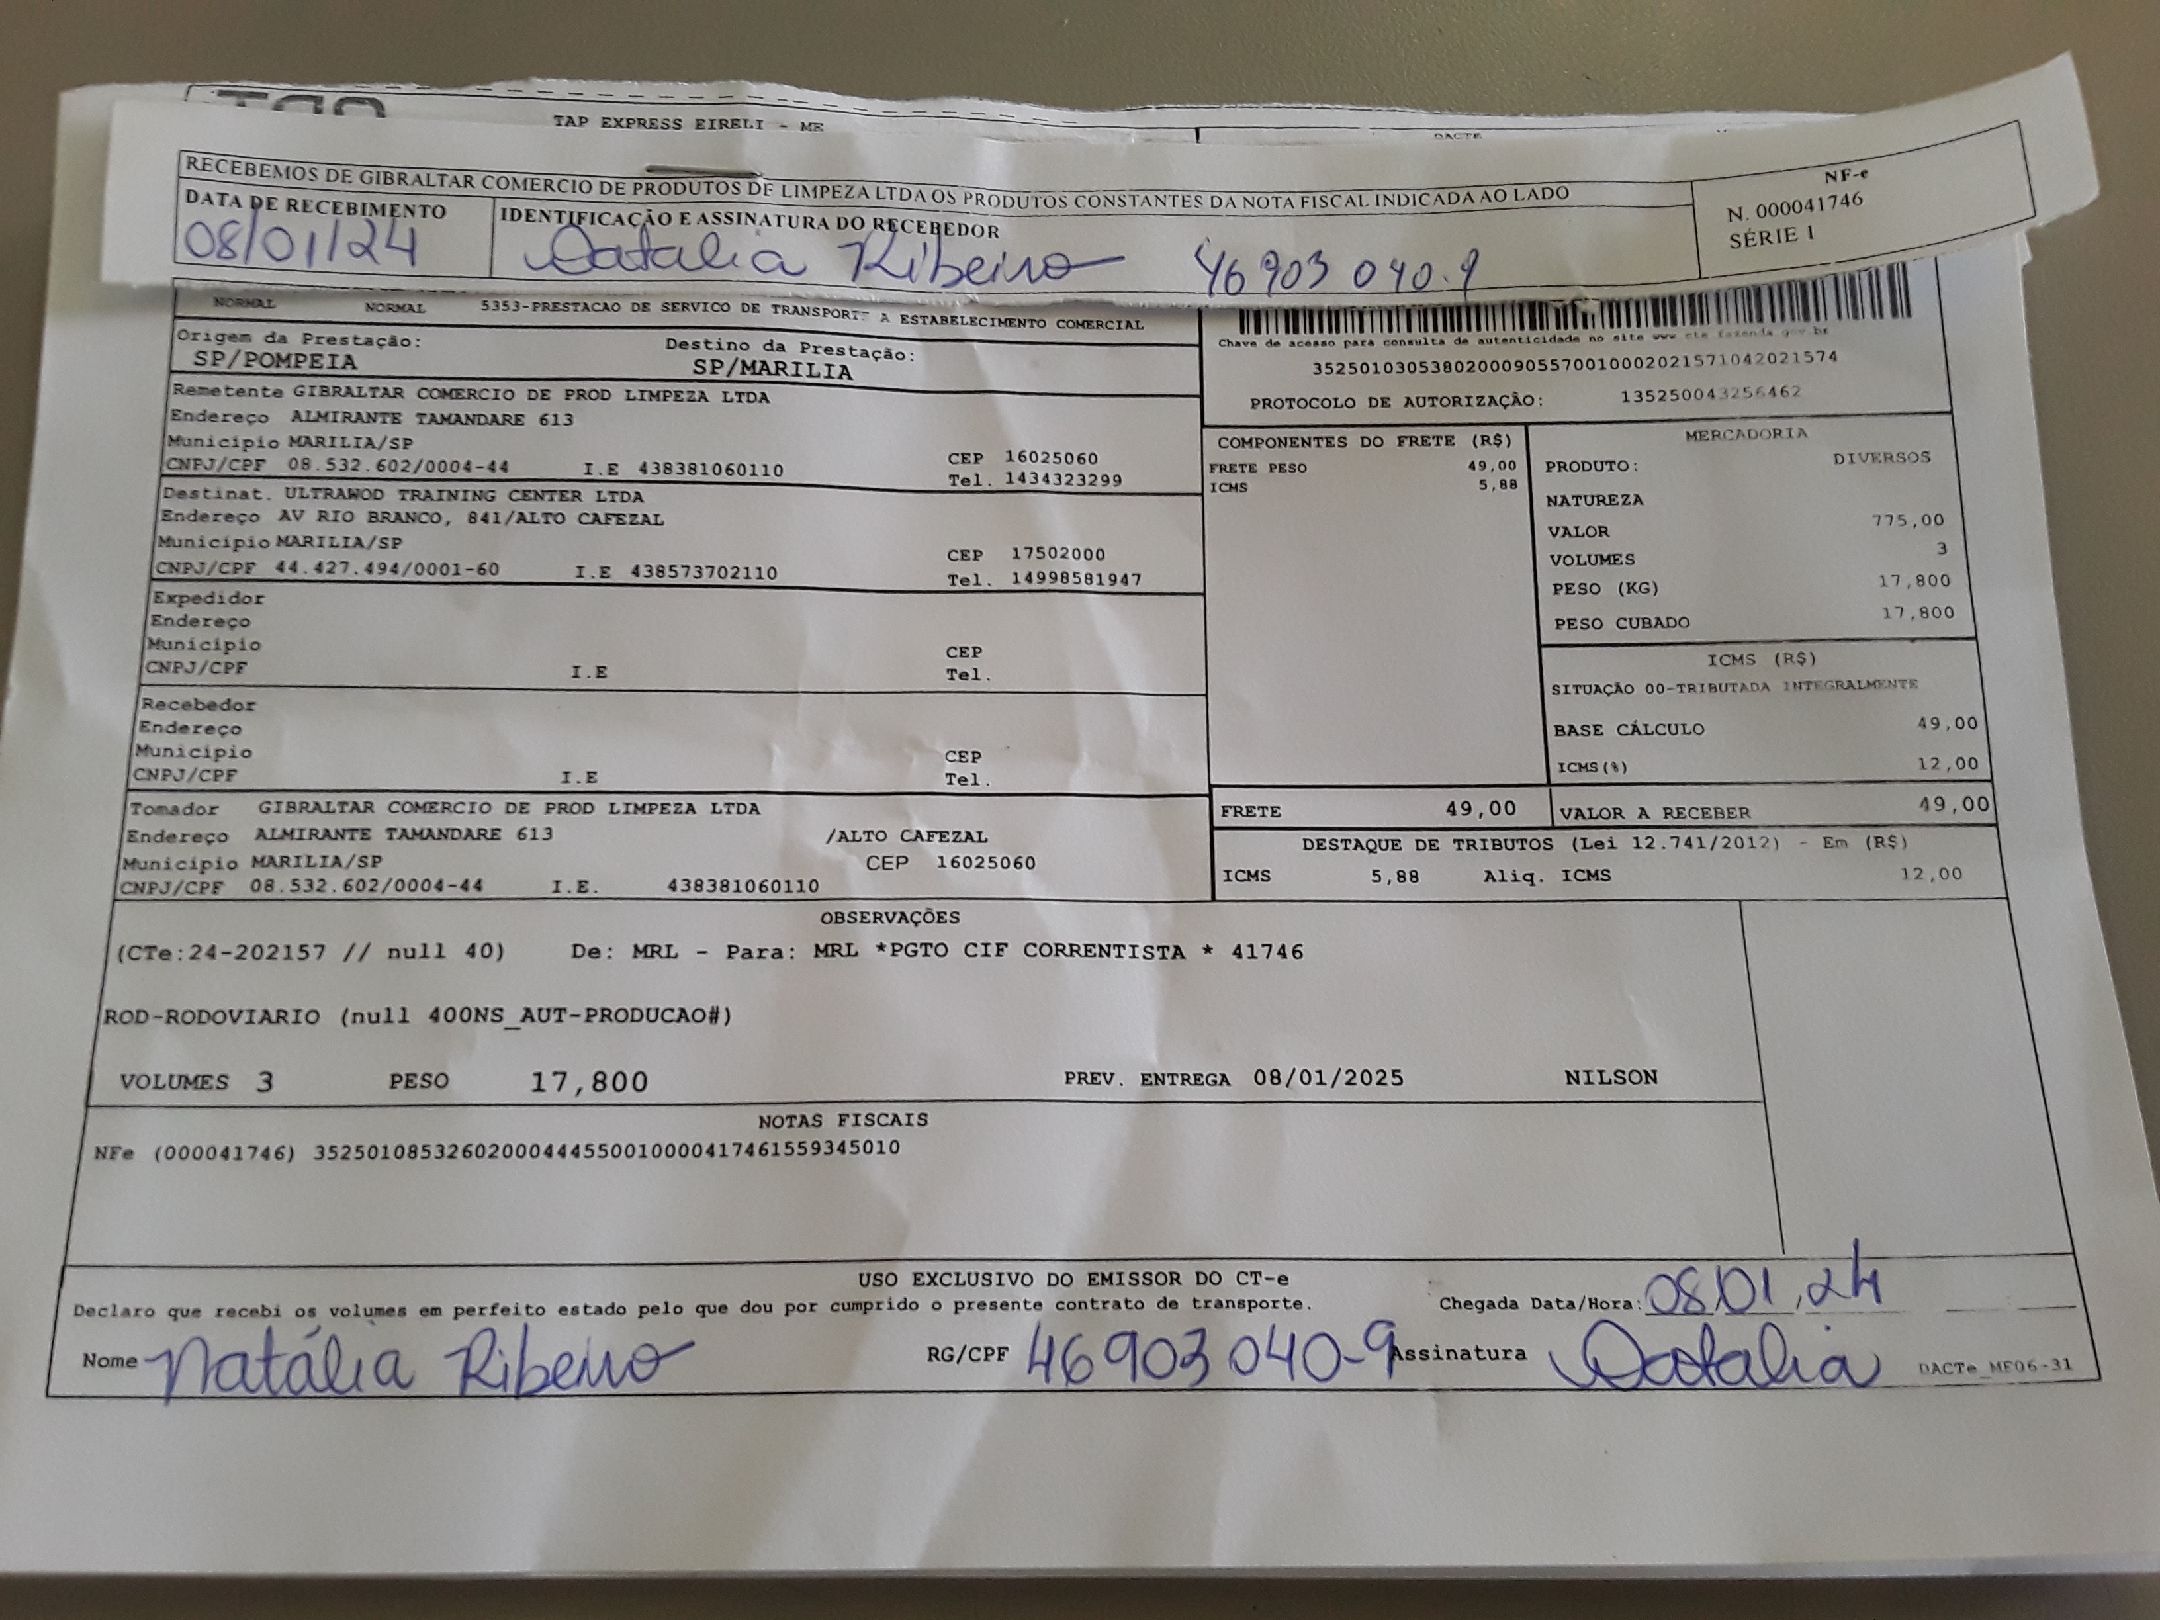 TAP EXPRESS EIRELI - ME
DACTE
RECEBEMOS DE GIBRALTAR COMERCIO DE PRODUTOS DE LIMPEZA LTDA OS PRODUTOS CONSTANTES DA NOTA FISCAL INDICADA AO LADO
NF-e
N. 000041746
SÉRIE 1
DATA DE RECEBIMENTO
08/01/24
IDENTIFICAÇÃO E ASSINATURA DO RECEBEDOR
Natalia Ribeiro 46903 040.9
NORMAL NORMAL 5353-PRESTACAO DE SERVICO DE TRANSPORTE A ESTABELECIMENTO COMERCIAL
Origem da Prestação: Destino da Prestação:
SP/POMPEIA SP/MARILIA
Chave de acesso para consulta de autenticidade no site www cte fazenda.gov.br
35250103053802000905570010002021571042021574
PROTOCOLO DE AUTORIZAÇÃO: 135250043256462
Remetente GIBRALTAR COMERCIO DE PROD LIMPEZA LTDA
Endereço ALMIRANTE TAMANDARE 613
Município MARILIA/SP CEP 16025060
CNPJ/CPF 08.532.602/0004-44 I.E 438381060110 Tel. 1434323299
Destinat. ULTRAWOD TRAINING CENTER LTDA
Endereço AV RIO BRANCO, 841/ALTO CAFEZAL
Município MARILIA/SP CEP 17502000
CNPJ/CPF 44.427.494/0001-60 I.E 438573702110 Tel. 14998581947
Expedidor
Endereço
Município CEP
CNPJ/CPF I.E Tel.
Recebedor
Endereço
Município CEP
CNPJ/CPF I.E Tel.
Tomador GIBRALTAR COMERCIO DE PROD LIMPEZA LTDA
Endereço ALMIRANTE TAMANDARE 613 /ALTO CAFEZAL
Município MARILIA/SP CEP 16025060
CNPJ/CPF 08.532.602/0004-44 I.E. 438381060110
COMPONENTES DO FRETE (R$)
FRETE PESO 49,00
ICMS 5,88
MERCADORIA
PRODUTO: DIVERSOS
NATUREZA
VALOR 775,00
VOLUMES 3
PESO (KG) 17,800
PESO CUBADO 17,800
ICMS (R$)
SITUAÇÃO 00-TRIBUTADA INTEGRALMENTE
BASE CÁLCULO 49,00
ICMS(%) 12,00
FRETE 49,00 VALOR A RECEBER 49,00
DESTAQUE DE TRIBUTOS (Lei 12.741/2012) - Em (R$)
ICMS 5,88 Aliq. ICMS 12,00
OBSERVAÇÕES
(CTe:24-202157 // null 40) De: MRL - Para: MRL *PGTO CIF CORRENTISTA * 41746
ROD-RODOVIARIO (null 400NS_AUT-PRODUCAO#)
VOLUMES 3 PESO 17,800 PREV. ENTREGA 08/01/2025 NILSON
NOTAS FISCAIS
NFe (000041746) 35250108532602000444550010000417461559345010
USO EXCLUSIVO DO EMISSOR DO CT-e
Declaro que recebi os volumes em perfeito estado pelo que dou por cumprido o presente contrato de transporte. Chegada Data/Hora: 08/01/24
Nome Natália Ribeiro RG/CPF 46903 040-9 Assinatura Natalia DACTe_ME06-31